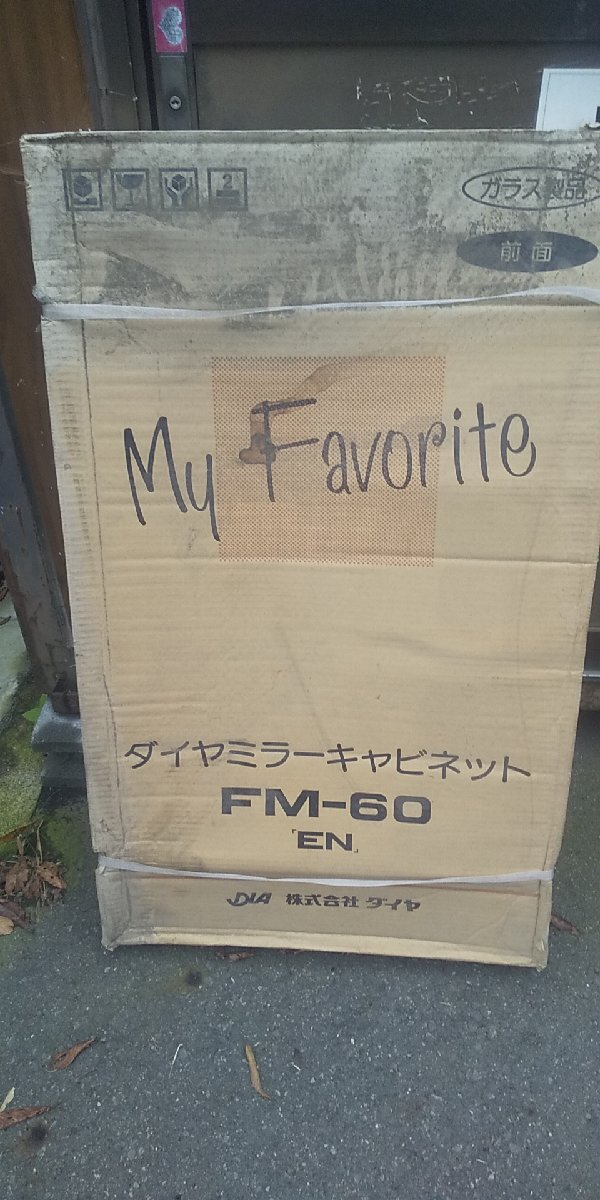 2
ガラス製品
前面
My Favorite
ダイヤミラーキャビネット
FM-60
「EN」
DIA 株式会社 ダイヤ